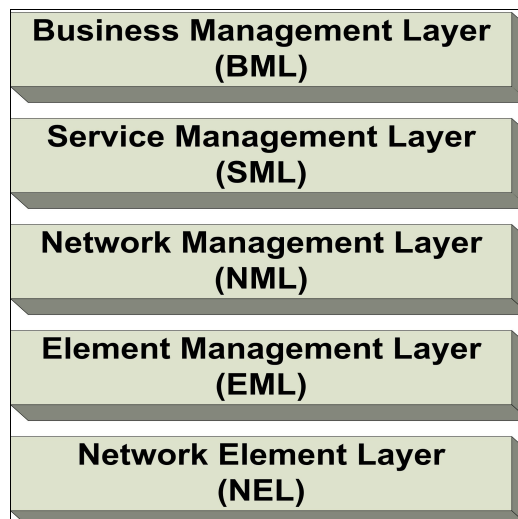 Business Management Layer
(BML)
Service Management Layer
(SML)
Network Management Layer
(NML)
Element Management Layer
(EML)
Network Element Layer
(NEL)